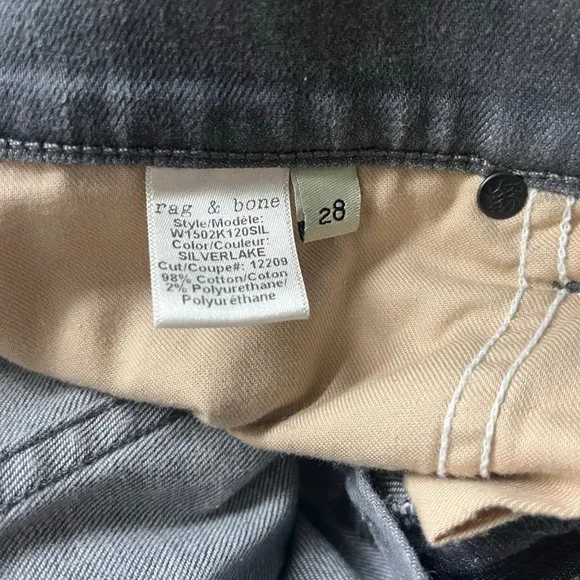 rag & bone
Style/Modèle:
W1502K120SIL
Color/Couleur:
SILVERLAKE
Cut/Coupe#: 12209
98% Cotton/Coton
2% Polyurethane/
Polyuréthane
28